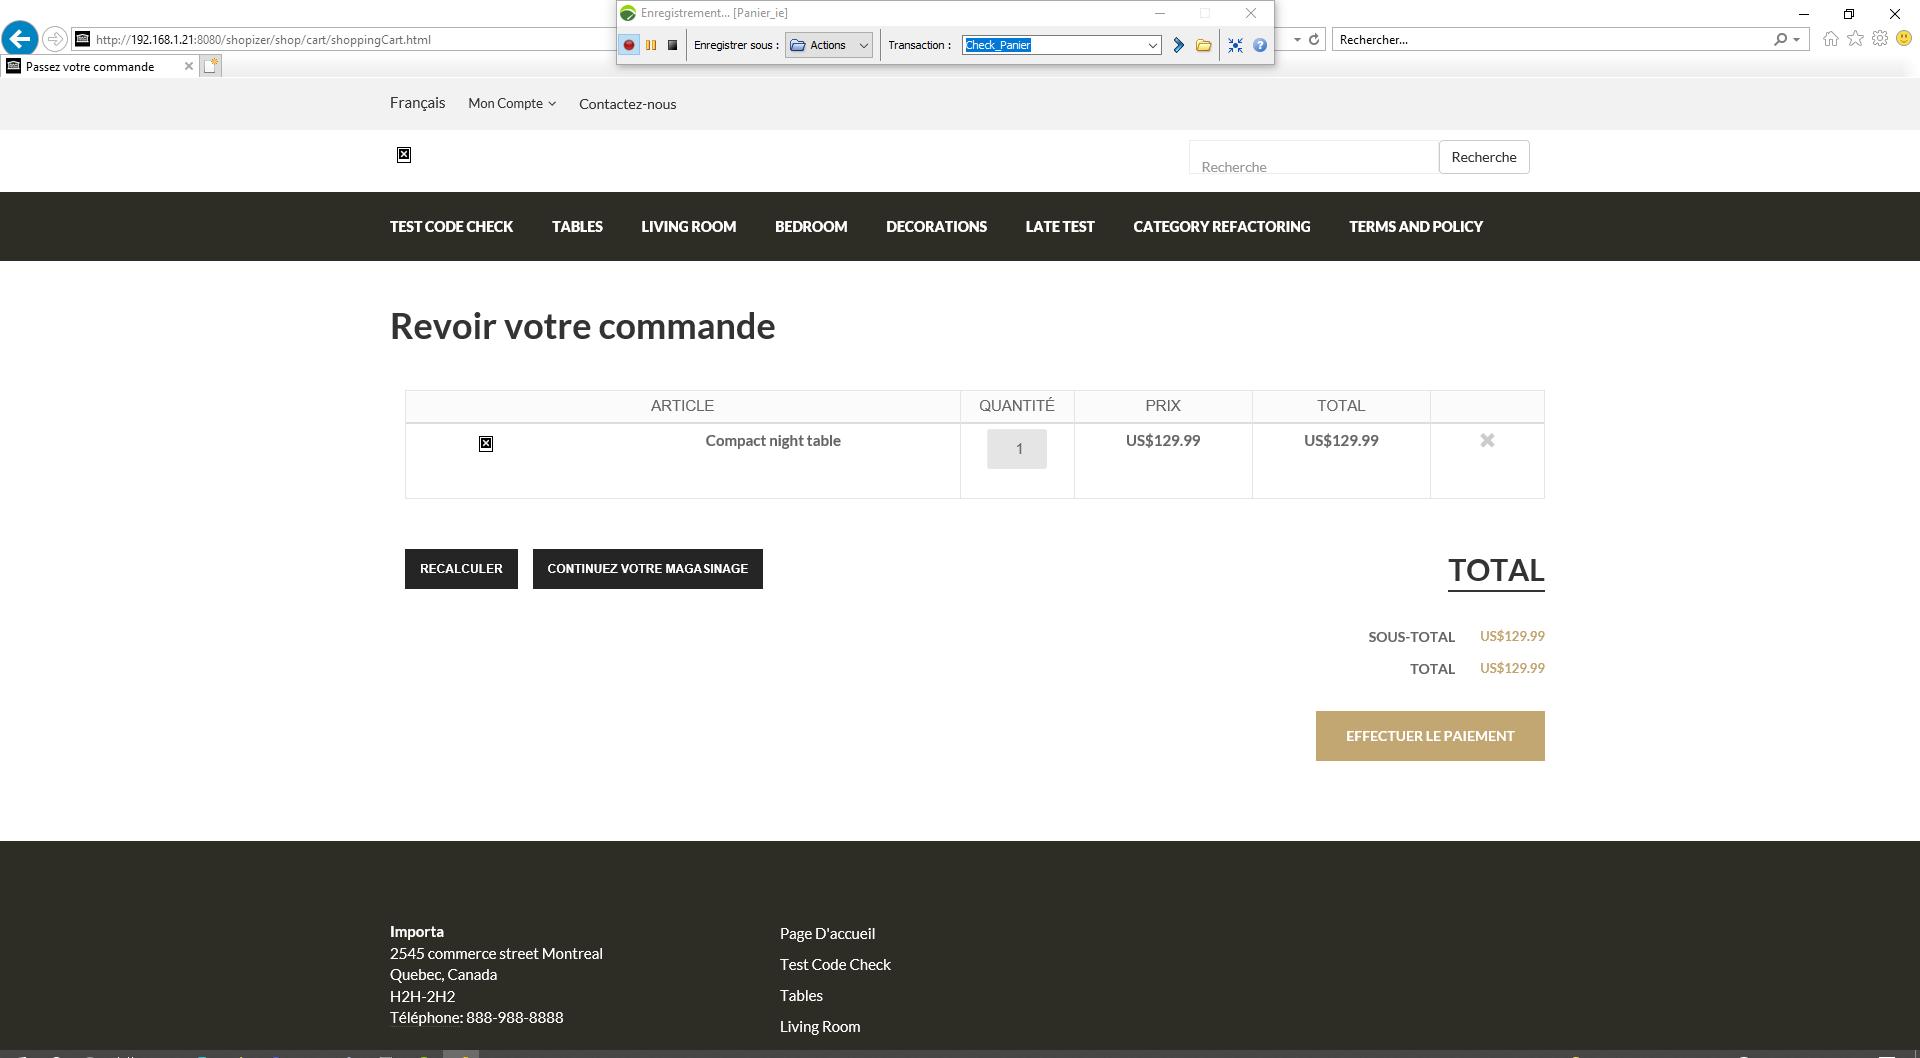 Enregistrement... [Panier_ie]
http://192.168.1.21:8080/shopizer/shop/cart/shoppingCart.html
Enregistrer sous : Actions Transaction : Check_Panier
Rechercher...
Passez votre commande
Français Mon Compte Contactez-nous
Recherche Recherche
TEST CODE CHECK TABLES LIVING ROOM BEDROOM DECORATIONS LATE TEST CATEGORY REFACTORING TERMS AND POLICY
Revoir votre commande
ARTICLE QUANTITÉ PRIX TOTAL
Compact night table 1 US$129.99 US$129.99
RECALCULER CONTINUEZ VOTRE MAGASINAGE
TOTAL
SOUS-TOTAL US$129.99
TOTAL US$129.99
EFFECTUER LE PAIEMENT
Importa
2545 commerce street Montreal
Quebec, Canada
H2H-2H2
Téléphone: 888-988-8888
Page D'accueil
Test Code Check
Tables
Living Room